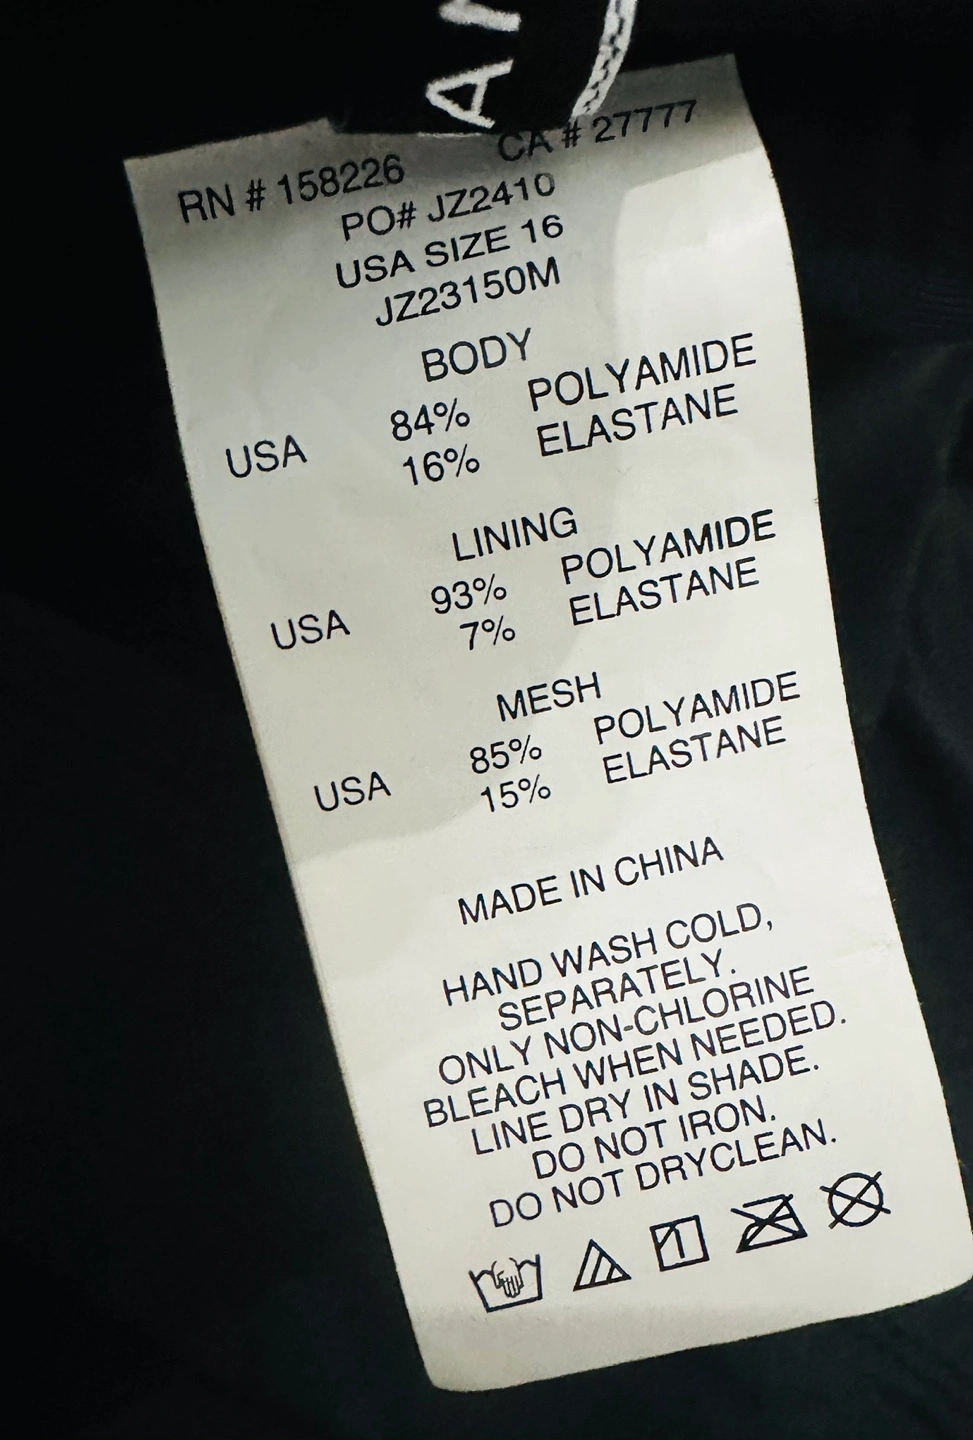 RN # 158226 CA # 27777
PO# JZ2410
USA SIZE 16
JZ23150M
BODY
84% POLYAMIDE
USA 16% ELASTANE
LINING
93% POLYAMIDE
USA 7% ELASTANE
MESH
85% POLYAMIDE
USA 15% ELASTANE
MADE IN CHINA
HAND WASH COLD,
SEPARATELY.
ONLY NON-CHLORINE
BLEACH WHEN NEEDED.
LINE DRY IN SHADE.
DO NOT IRON.
DO NOT DRYCLEAN.